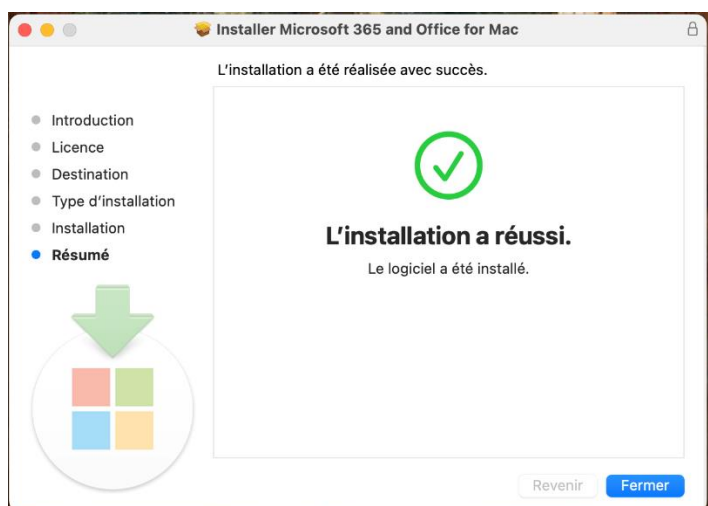 Installer Microsoft 365 and Office for Mac
L'installation a été réalisée avec succès.
Introduction
Licence
Destination
Type d'installation
Installation
Résumé
L'installation a réussi.
Le logiciel a été installé.
Revenir
Fermer